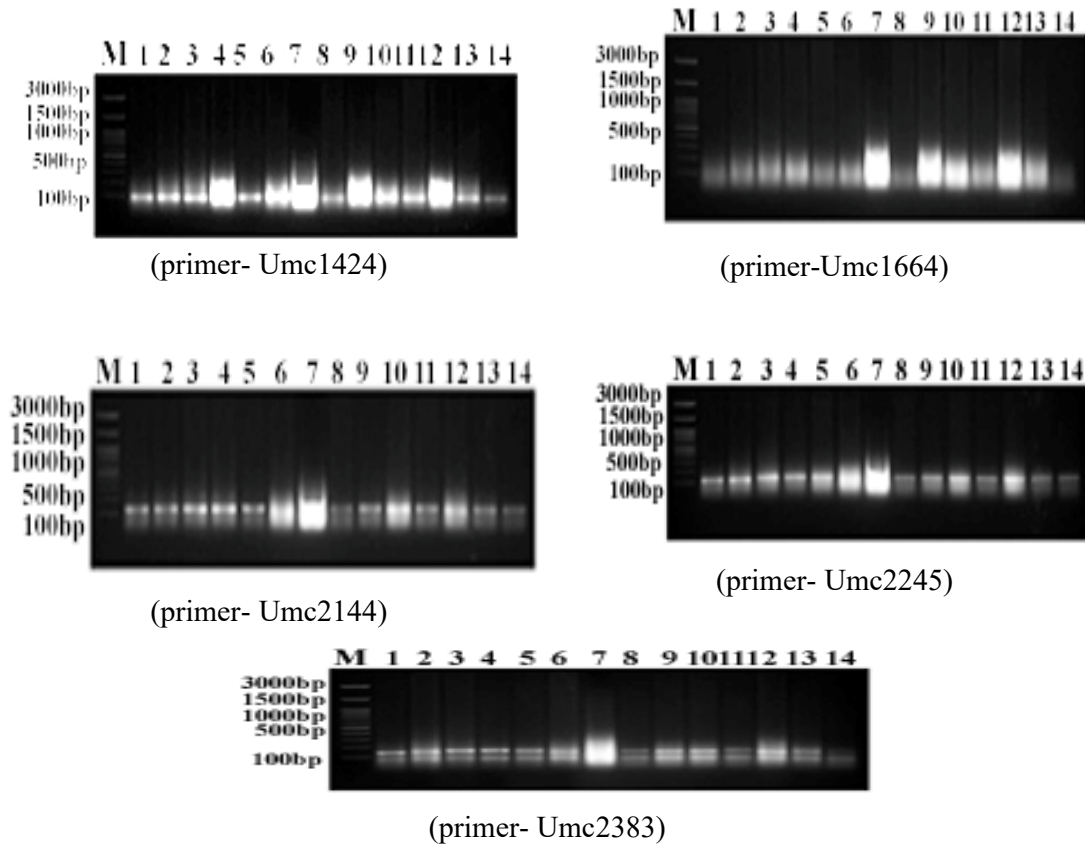 M 1 2 3 4 5 6 7 8 9 10 11 12 13 14
3000bp
1500bp
1000bp
500bp
100bp
(primer- Umc1424)
M 1 2 3 4 5 6 7 8 9 10 11 12 13 14
3000bp
1500bp
1000bp
500bp
100bp
(primer-Umc1664)
M 1 2 3 4 5 6 7 8 9 10 11 12 13 14
3000bp
1500bp
1000bp
500bp
100bp
(primer- Umc2144)
M 1 2 3 4 5 6 7 8 9 10 11 12 13 14
3000bp
1500bp
1000bp
500bp
100bp
(primer- Umc2245)
M 1 2 3 4 5 6 7 8 9 10 11 12 13 14
3000bp
1500bp
1000bp
500bp
100bp
(primer- Umc2383)